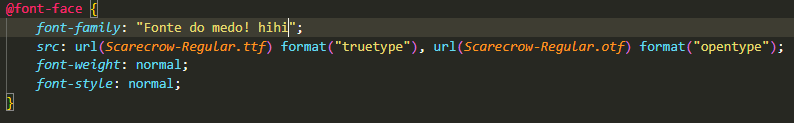 @font-face {
font-family: "Fonte do medo! hihi";
src: url(Scarecrow-Regular.ttf) format("truetype"), url(Scarecrow-Regular.otf) format("opentype");
font-weight: normal;
font-style: normal;
}